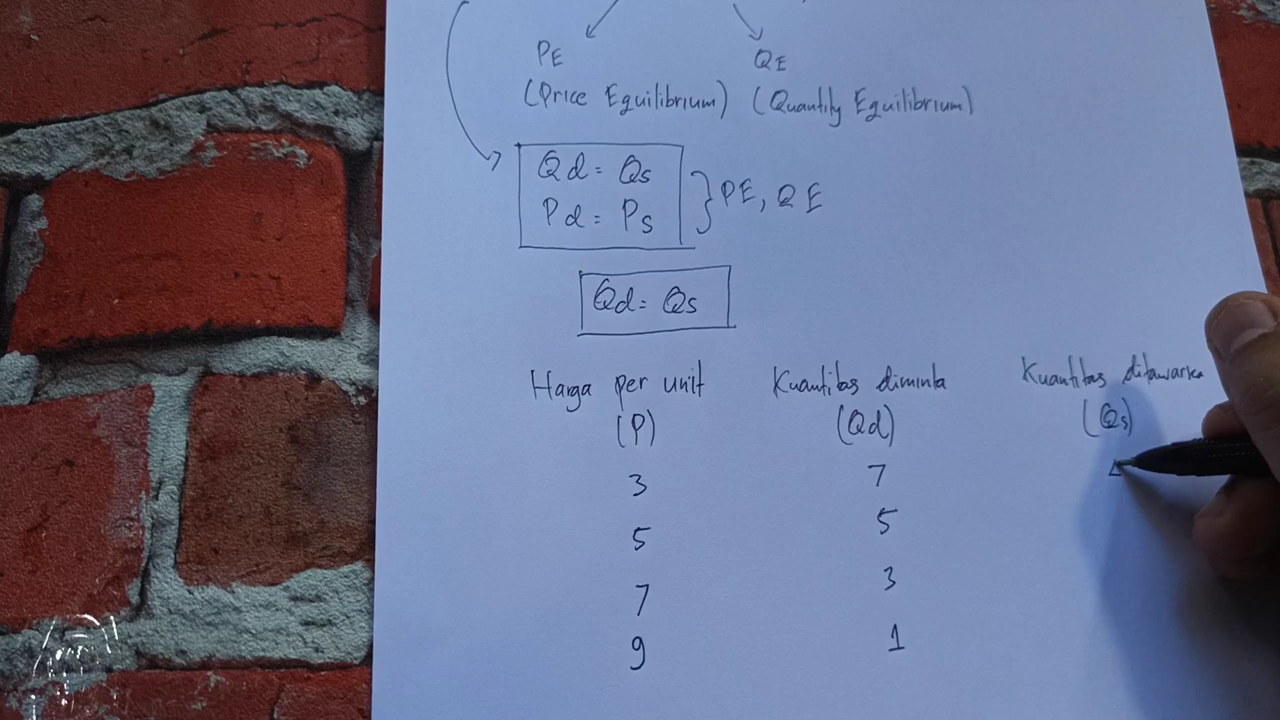 PE QE
(Price Equilibrium) (Quantity Equilibrium)
Qd = Qs
Pd = Ps
} PE, QE
Qd = Qs
Harga per unit Kuantitas diminta Kuantitas ditawarka
(P) (Qd) (Qs)
3 7
5 5
7 3
9 1